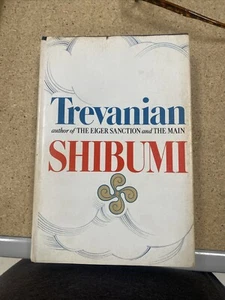 Trevanian
author of THE EIGER SANCTION and THE MAIN
SHIBUMI